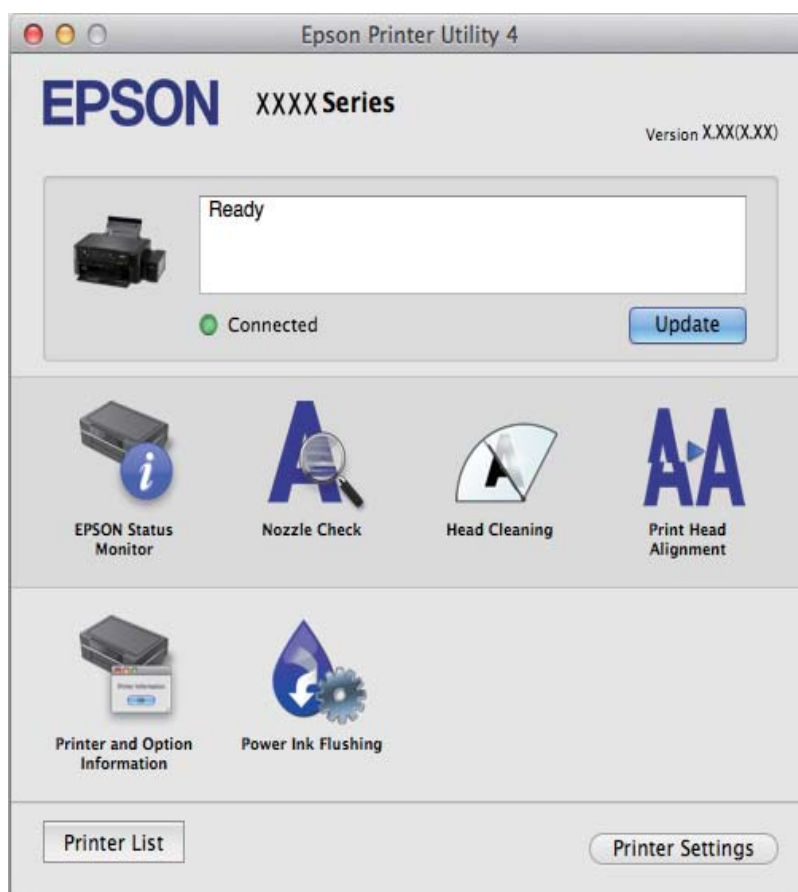 Epson Printer Utility 4
EPSON XXXX Series
Version X.XX(X.XX)
Ready
Connected
Update
EPSON Status
Monitor
Nozzle Check
Head Cleaning
Print Head
Alignment
Printer and Option
Information
Power Ink Flushing
Printer List
Printer Settings